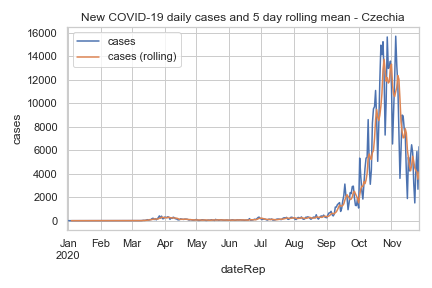 New COVID-19 daily cases and 5 day rolling mean - Czechia
cases
cases (rolling)
16000
14000
12000
10000
8000
6000
4000
2000
0
cases
Jan Feb Mar Apr May Jun Jul Aug Sep Oct Nov
2020
dateRep